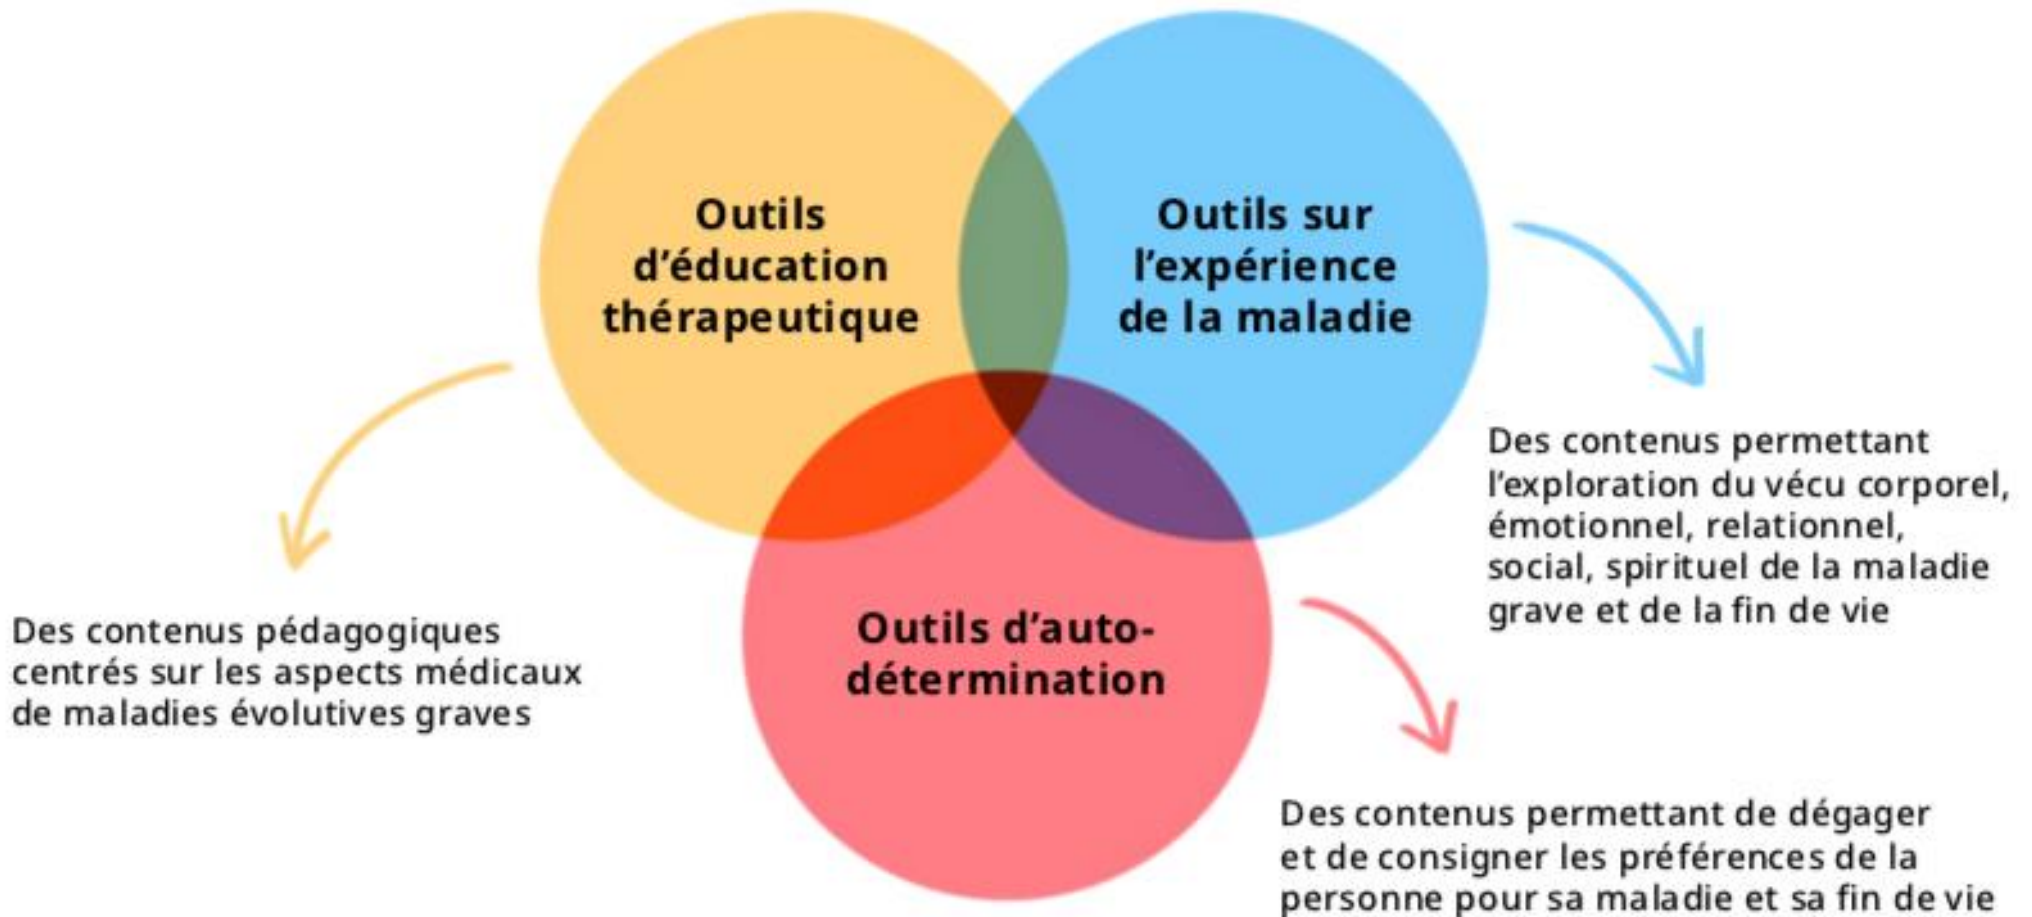 Outils
d’éducation
thérapeutique
Outils sur
l’expérience
de la maladie
Des contenus permettant
l’exploration du vécu corporel,
émotionnel, relationnel,
social, spirituel de la maladie
grave et de la fin de vie
Des contenus pédagogiques
centrés sur les aspects médicaux
de maladies évolutives graves
Outils d’auto-
détermination
Des contenus permettant de dégager
et de consigner les préférences de la
personne pour sa maladie et sa fin de vie